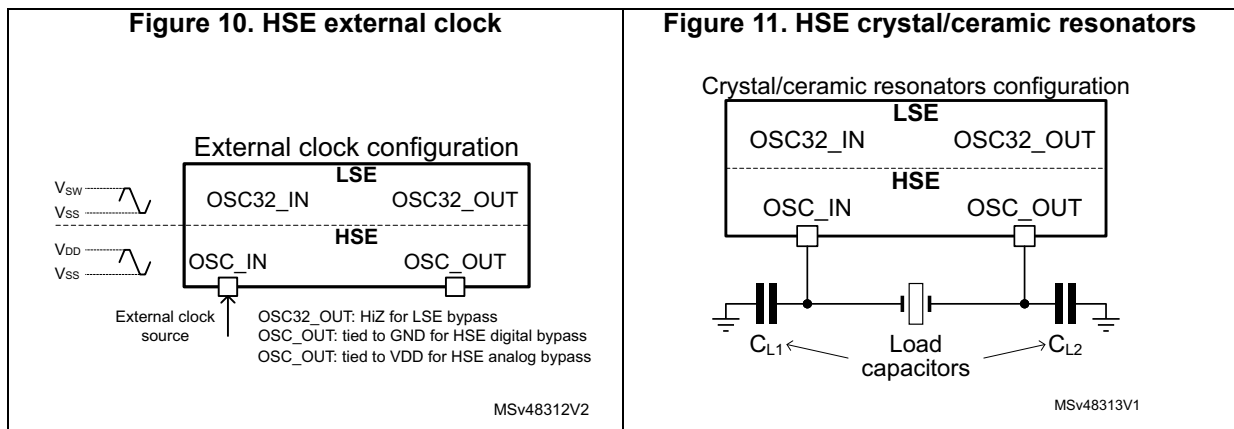 Figure 10. HSE external clock
External clock configuration
LSE
OSC32_IN OSC32_OUT
VSW
VSS
HSE
VDD
VSS
OSC_IN OSC_OUT
External clock
source
OSC32_OUT: HiZ for LSE bypass
OSC_OUT: tied to GND for HSE digital bypass
OSC_OUT: tied to VDD for HSE analog bypass
MSv48312V2
Figure 11. HSE crystal/ceramic resonators
Crystal/ceramic resonators configuration
LSE
OSC32_IN OSC32_OUT
HSE
OSC_IN OSC_OUT
CL1
Load
capacitors
CL2
MSv48313V1